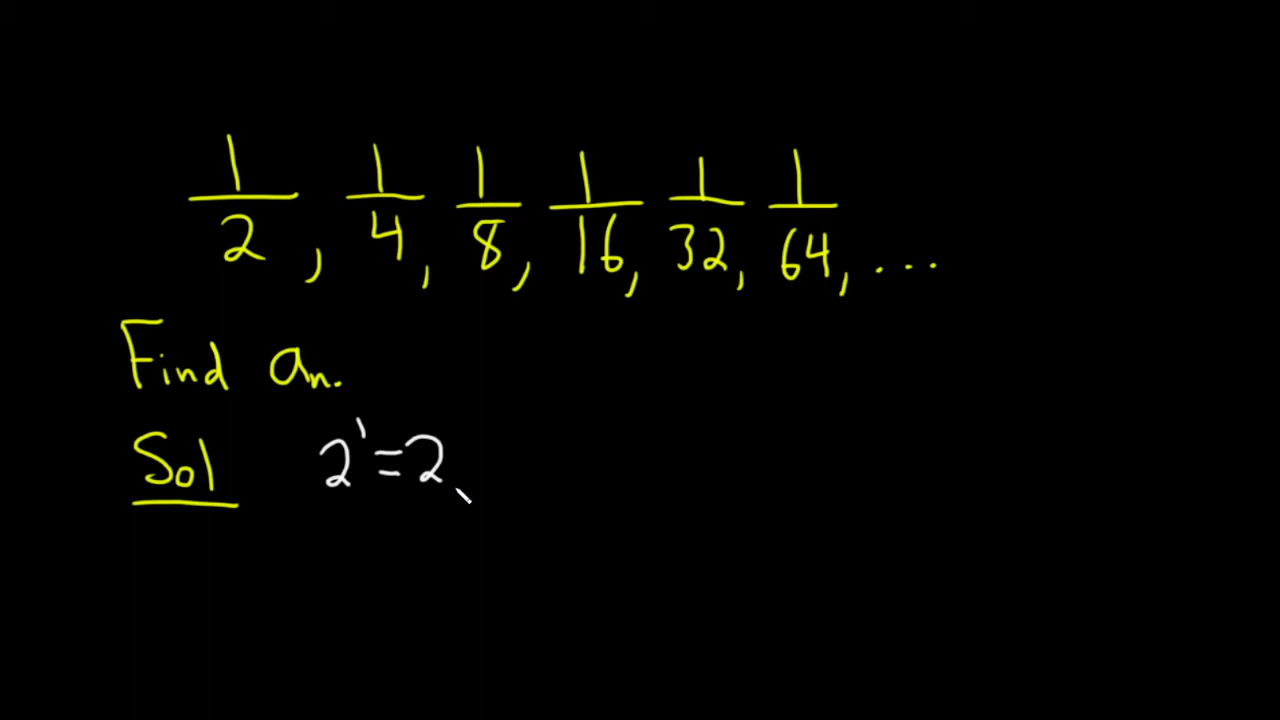 1/2, 1/4, 1/8, 1/16, 1/32, 1/64, ...
Find aₙ.
Sol 2¹=2